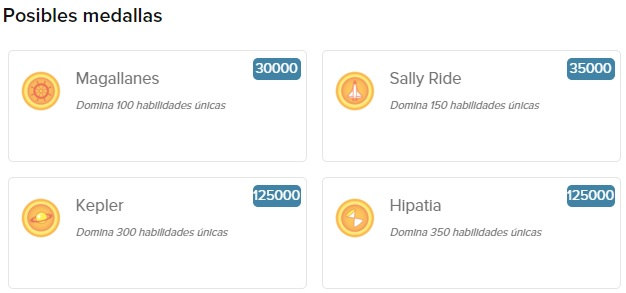 Posibles medallas
30000
Magallanes
Domina 100 habilidades únicas
35000
Sally Ride
Domina 150 habilidades únicas
125000
Kepler
Domina 300 habilidades únicas
125000
Hipatia
Domina 350 habilidades únicas